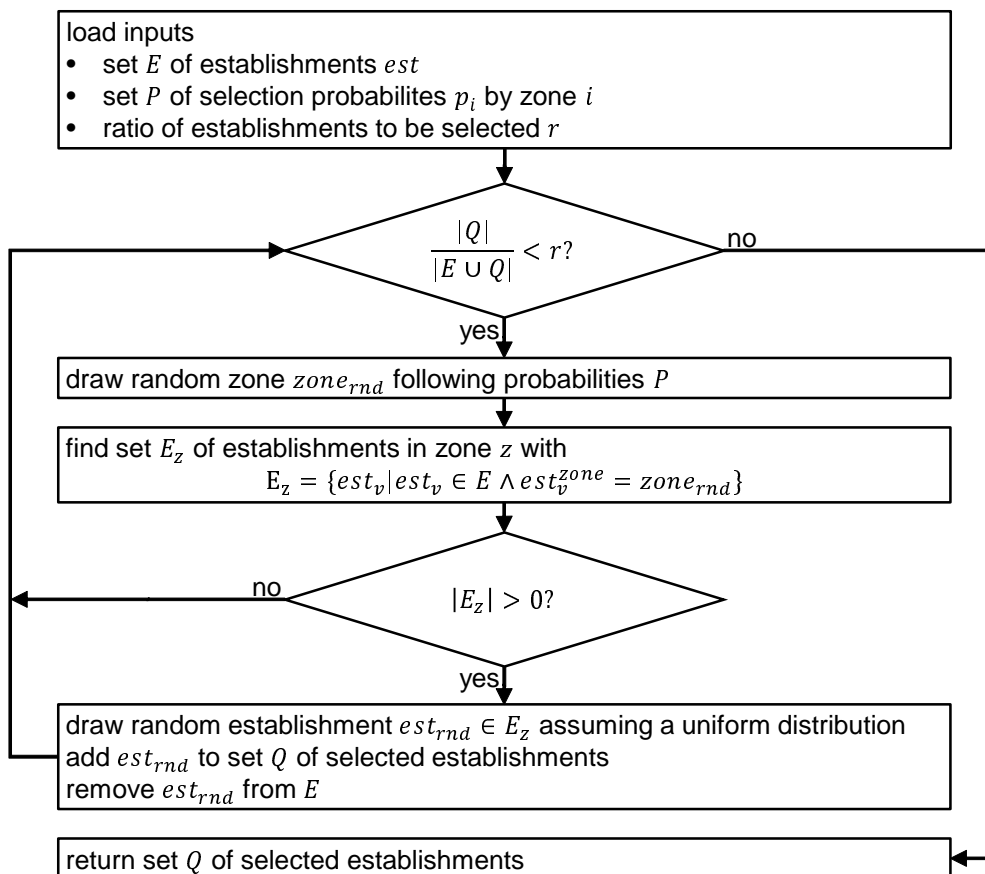 load inputs
• set E of establishments est
• set P of selection probabilites p_i by zone i
• ratio of establishments to be selected r
|Q| / |E ∪ Q| < r?
no
yes
draw random zone zone_rnd following probabilities P
find set E_z of establishments in zone z with
E_z = {est_v|est_v ∈ E ∧ est_v^zone = zone_rnd}
no
|E_z| > 0?
yes
draw random establishment est_rnd ∈ E_z assuming a uniform distribution
add est_rnd to set Q of selected establishments
remove est_rnd from E
return set Q of selected establishments